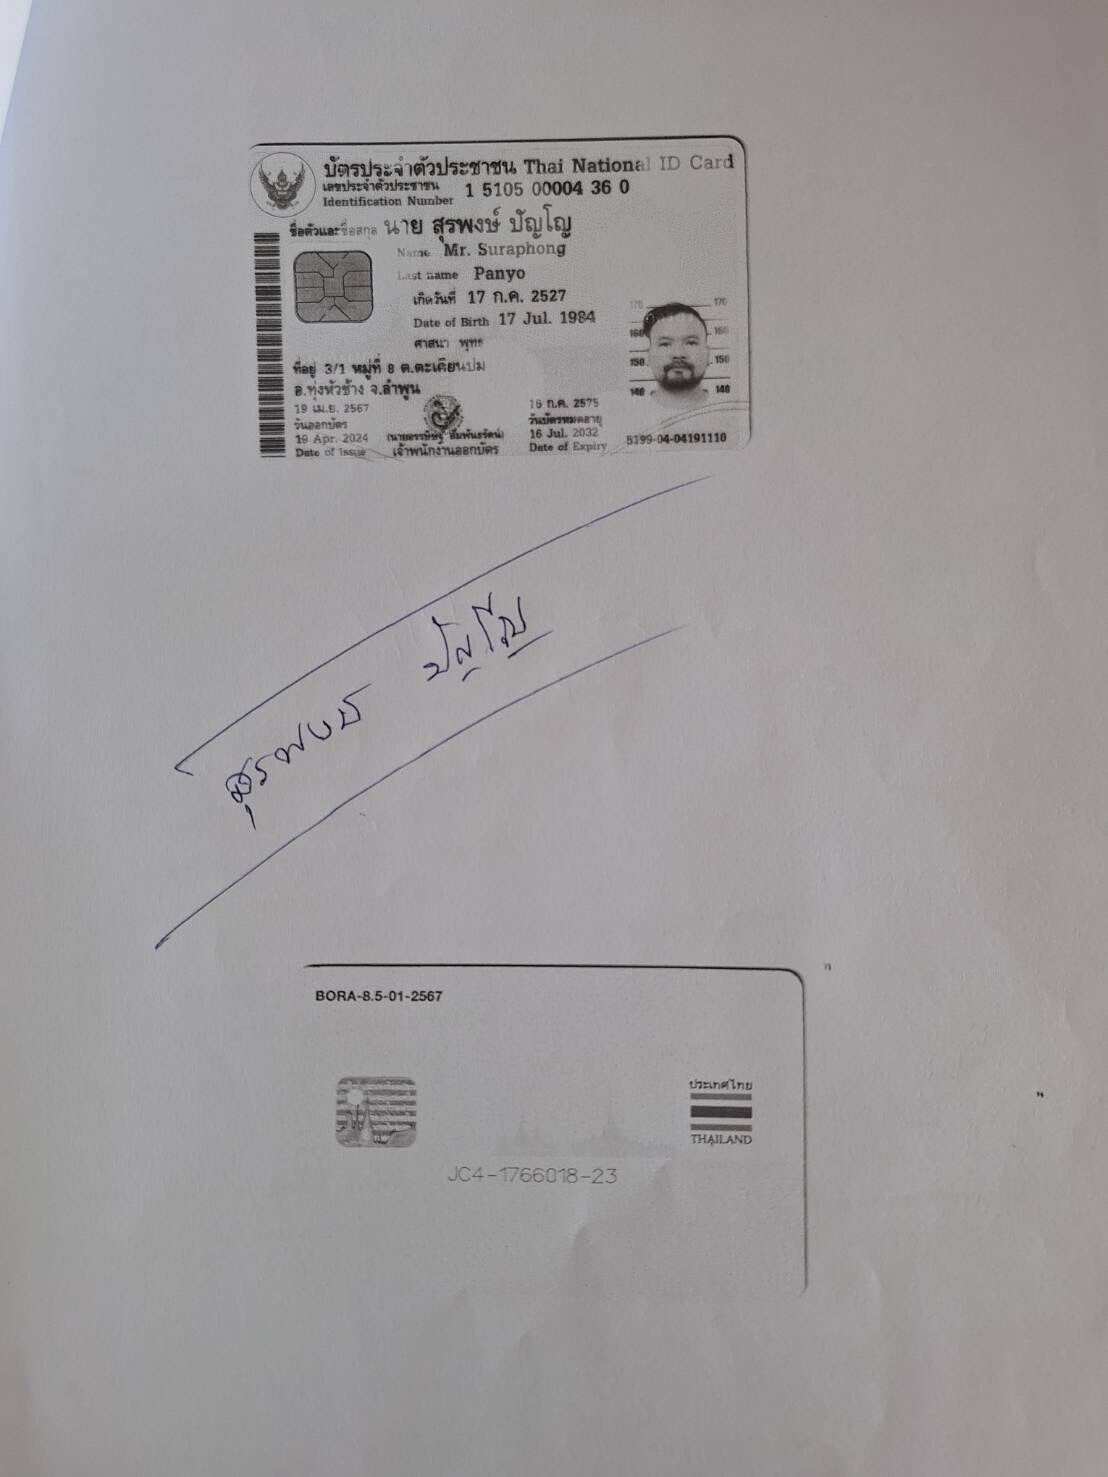 บัตรประจำตัวประชาชน Thai National ID Card
เลขประจำตัวประชาชน
Identification Number
1 5105 00004 36 0
ชื่อตัวและชื่อสกุล นาย สุรพงษ์ ปัญโญ
Name Mr. Suraphong
Last name Panyo
เกิดวันที่ 17 ก.ค. 2527
Date of Birth 17 Jul. 1984
ศาสนา พุทธ
ที่อยู่ 3/1 หมู่ที่ 8 ต.ตะเคียนปม
อ.ทุ่งหัวช้าง จ.ลำพูน
19 เม.ย. 2567
วันออกบัตร
19 Apr. 2024
Date of Issue
เจ้าพนักงานออกบัตร
16 ก.ค. 2575
วันบัตรหมดอายุ
16 Jul. 2032
Date of Expiry
170 170
160 160
150 150
140 140
5199-04-04191110
สุรพงษ์ ปัญโญ
BORA-8.5-01-2567
ประเทศไทย
THAILAND
JC4-1766018-23